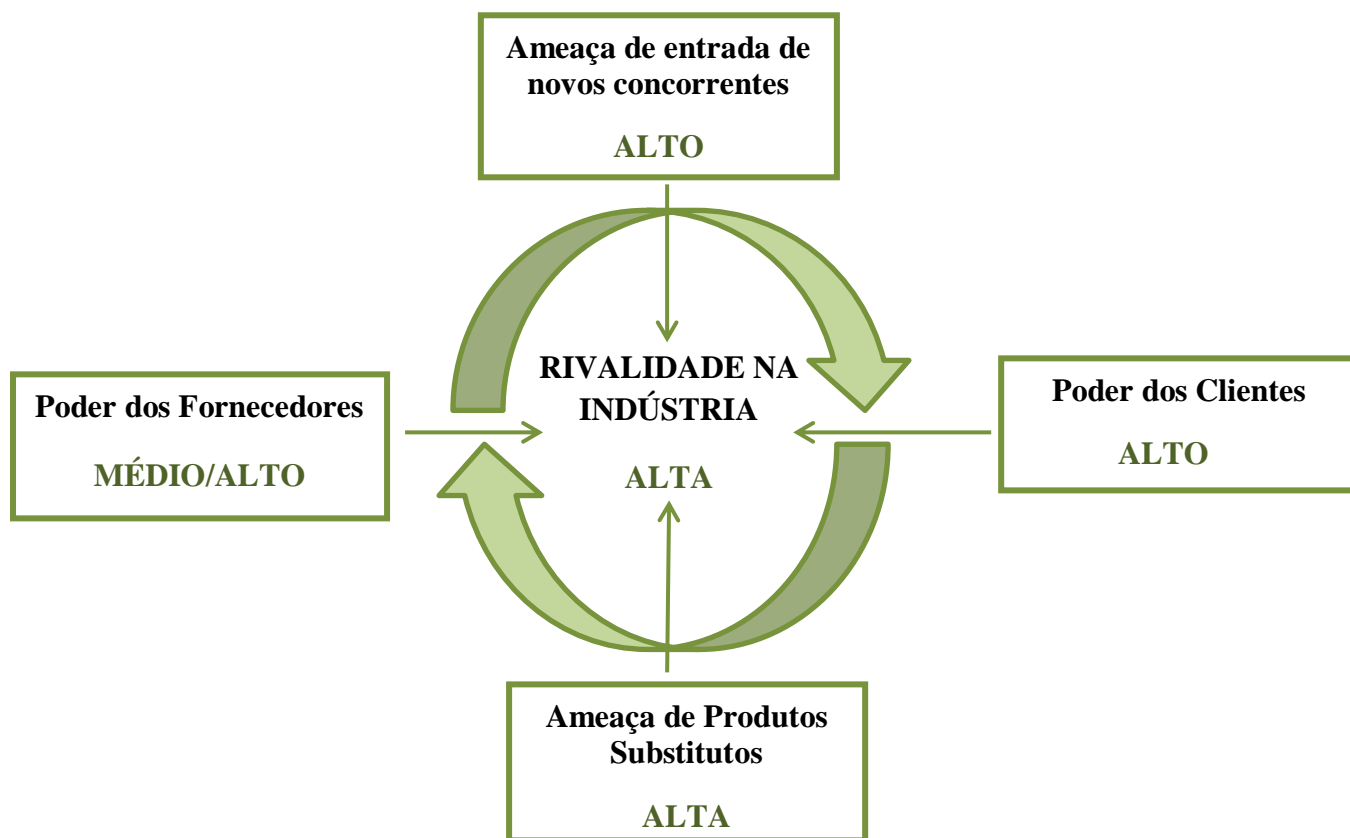 Ameaça de entrada de
novos concorrentes
ALTO
Poder dos Fornecedores
MÉDIO/ALTO
RIVALIDADE NA
INDÚSTRIA
ALTA
Poder dos Clientes
ALTO
Ameaça de Produtos
Substitutos
ALTA